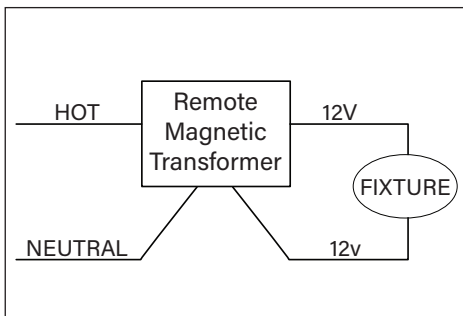 HOT
Remote
Magnetic
Transformer
12V
FIXTURE
NEUTRAL
12v